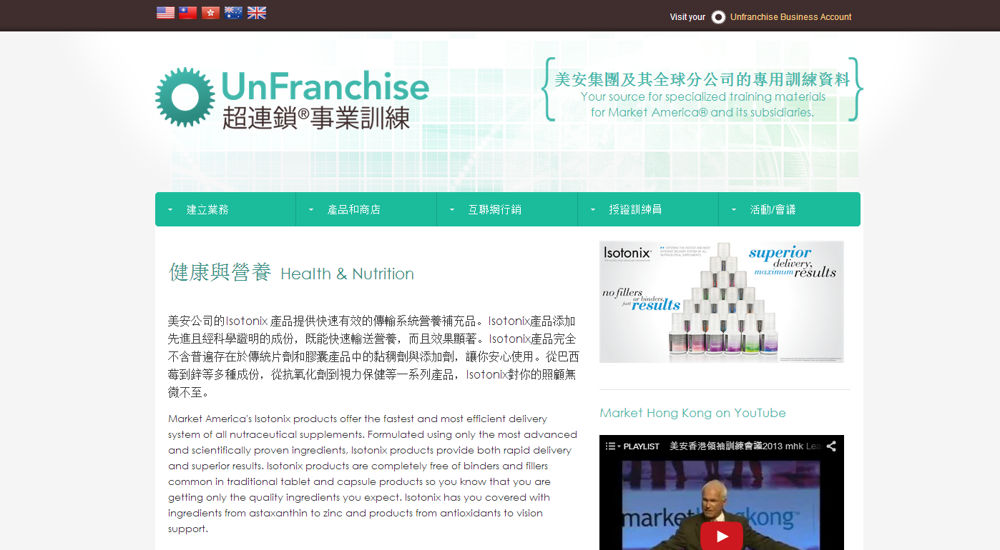 Visit your Unfranchise Business Account
UnFranchise
超連鎖®事業訓練
美安集團及其全球分公司的專用訓練資料
Your source for specialized training materials
for Market America® and its subsidiaries.
建立業務
產品和商店
互聯網行銷
授證訓練員
活動/會議
健康與營養 Health & Nutrition
美安公司的Isotonix 產品提供快速有效的傳輸系統營養補充品。Isotonix產品添加
先進且經科學證明的成份，既能快速輸送營養，而且效果顯著。Isotonix產品完全
不含普遍存在於傳統片劑和膠囊產品中的黏稠劑與添加劑，讓你安心使用。從巴西
莓到鋅等多種成份，從抗氧化劑到視力保健等一系列產品，Isotonix對你的照顧無
微不至。
Market America's Isotonix products offer the fastest and most efficient delivery
system of all nutraceutical supplements. Formulated using only the most advanced
and scientifically proven ingredients, Isotonix products provide both rapid delivery
and superior results. Isotonix products are completely free of binders and fillers
common in traditional tablet and capsule products so you know that you are
getting only the quality ingredients you expect. Isotonix has you covered with
ingredients from astaxanthin to zinc and products from antioxidants to vision
support.
Isotonix
OFFERING THE FASTEST AND MOST
EFFICIENT DELIVERY SYSTEM OF ALL
NUTRACEUTICAL SUPPLEMENTS.
superior
delivery,
maximum results
no fillers
or binders,
just results
Market Hong Kong on YouTube
PLAYLIST 美安香港領袖訓練會議2013 mhk Lea
markethongkong